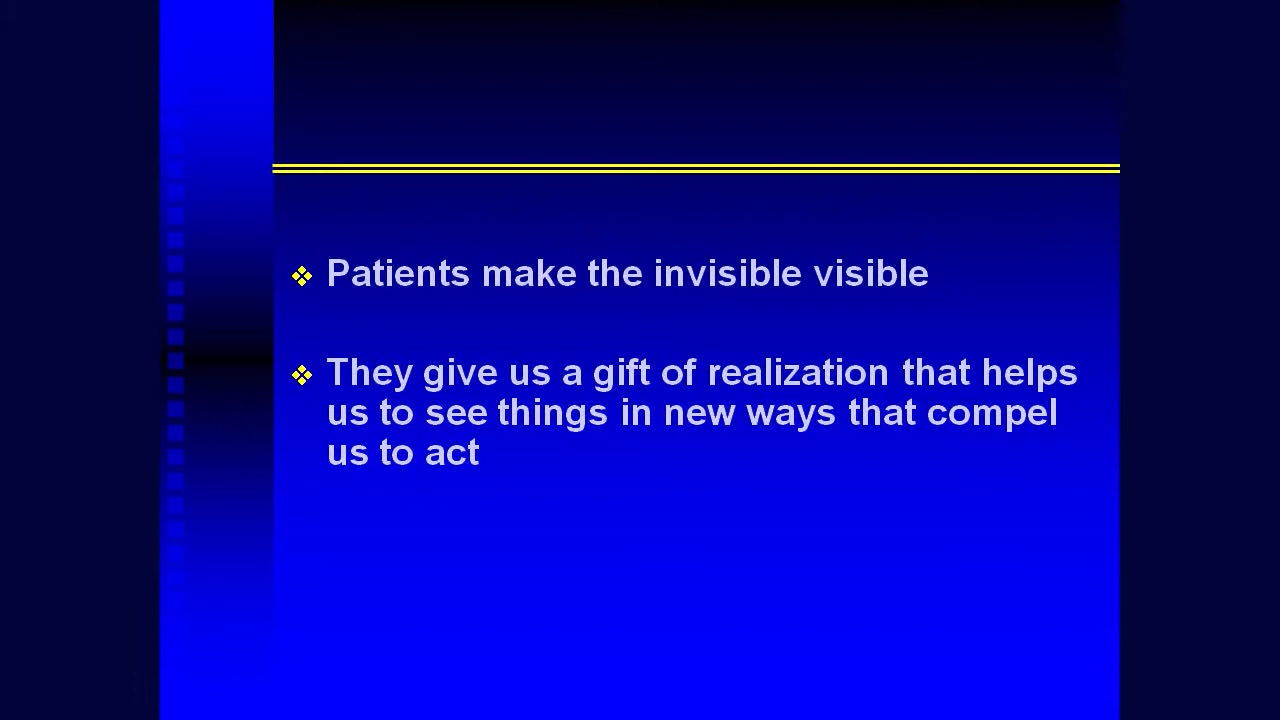 Patients make the invisible visible
They give us a gift of realization that helps
us to see things in new ways that compel
us to act